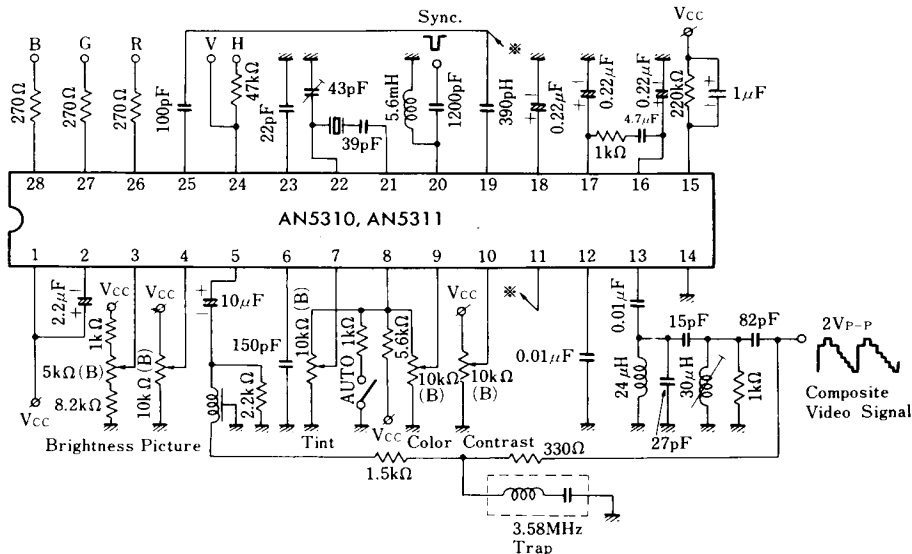 Sync.
VCC
B G R V H ※
270Ω 270Ω 270Ω 100pF 47kΩ 22pF 43pF 39pF 5.6mH 1200pF 390pH 0.22μF 0.22μF 0.22μF 220kΩ 1μF
+ − + − + − + −
4.7μF
1kΩ
28 27 26 25 24 23 22 21 20 19 18 17 16 15
AN5310, AN5311
1 2 3 4 5 6 7 8 9 10 11 12 13 14
2.2μF − + VCC VCC + 10μF − 10kΩ (B) VCC ※ 0.01μF
1kΩ 150pF AUTO 1kΩ 5.6kΩ 15pF 82pF 2VP-P
5kΩ (B) 10kΩ (B) 2.2kΩ 10kΩ (B) 10kΩ (B) 0.01μF 24μH 30μH 1kΩ
8.2kΩ
VCC VCC 27pF
Composite
Video Signal
Brightness Picture Tint Color Contrast
1.5kΩ 330Ω
3.58MHz
Trap